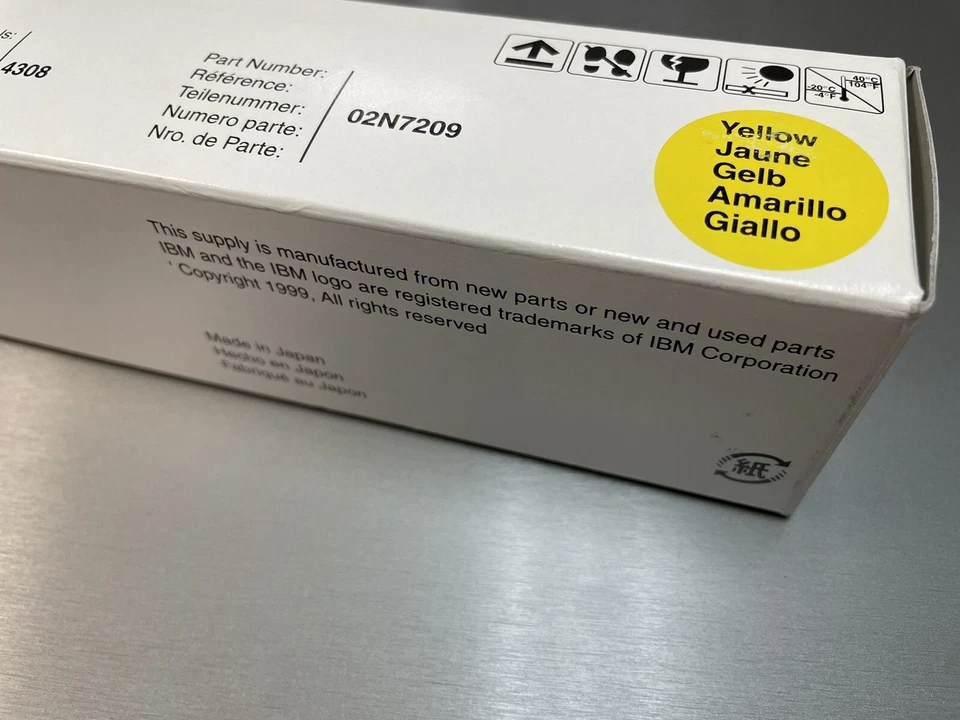 4308
Part Number:
Référence:
Teilenummer:
Numero parte:
Nro. de Parte:
02N7209
40°C
104°F
-20°C
-4°F
Yellow
Jaune
Gelb
Amarillo
Giallo
This supply is manufactured from new parts or new and used parts
IBM and the IBM logo are registered trademarks of IBM Corporation
' Copyright 1999, All rights reserved
Made in Japan
Hecho en Japon
Fabriqué au Japon
紙